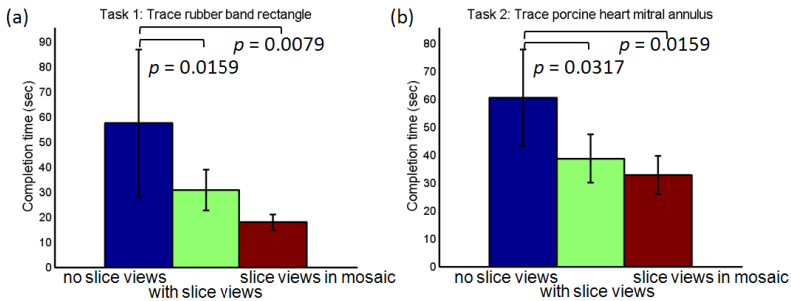 (a)
Task 1: Trace rubber band rectangle
p = 0.0079
p = 0.0159
Completion time (sec)
90
80
70
60
50
40
30
20
10
0
no slice views
with slice views
slice views in mosaic
(b)
Task 2: Trace porcine heart mitral annulus
p = 0.0159
p = 0.0317
Completion time (sec)
80
70
60
50
40
30
20
10
0
no slice views
with slice views
slice views in mosaic